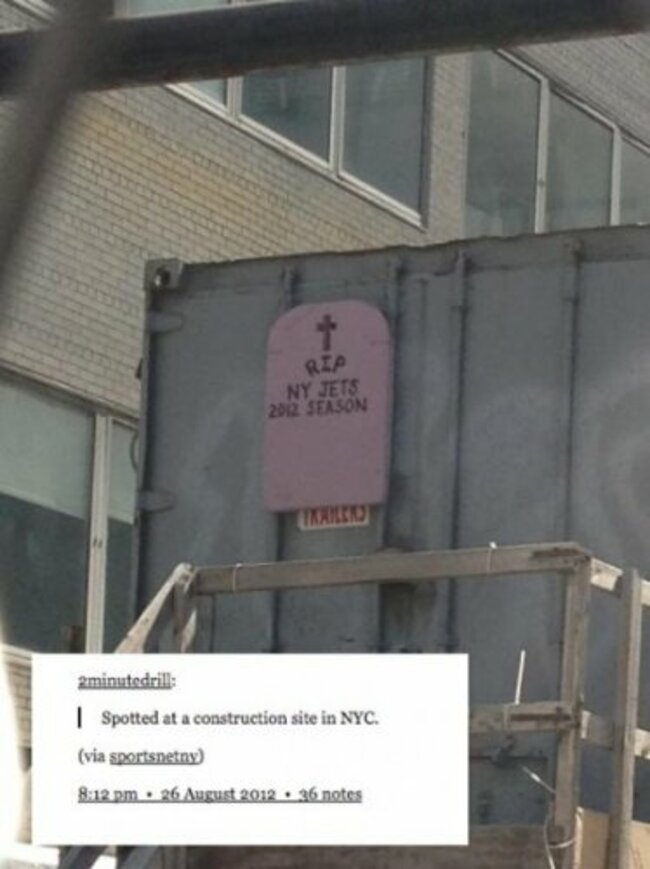 RIP
NY JETS
2012 SEASON
TRAILERS
2minutedrill:
Spotted at a construction site in NYC.
(via sportsnetny)
8:12 pm • 26 August 2012 • 36 notes